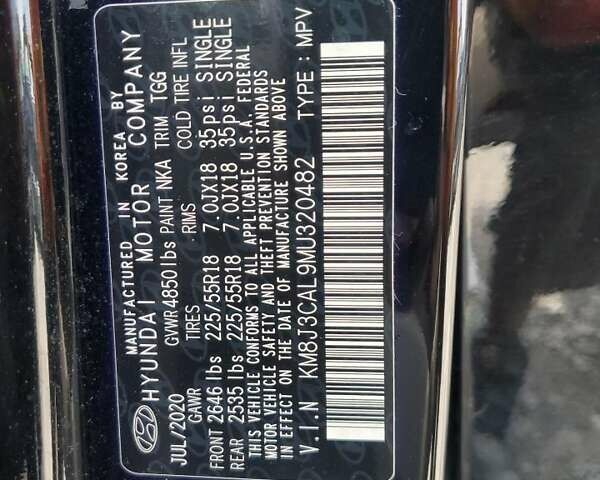 MANUFACTURED IN KOREA BY
HYUNDAI MOTOR COMPANY
JUL/2020 GVWR 4850 lbs PAINT NKA TRIM TGG
GAWR TIRES RIMS COLD TIRE INFL
FRONT 2646 lbs 225/55R18 7.0JX18 35psi SINGLE
REAR 2535 lbs 225/55R18 7.0JX18 35psi SINGLE
THIS VEHICLE CONFORMS TO ALL APPLICABLE U.S.A. FEDERAL
MOTOR VEHICLE SAFETY AND THEFT PREVENTION STANDARDS
IN EFFECT ON THE DATE OF MANUFACTURE SHOWN ABOVE
V.I.N KM8J3CAL9MU320482 TYPE : MPV